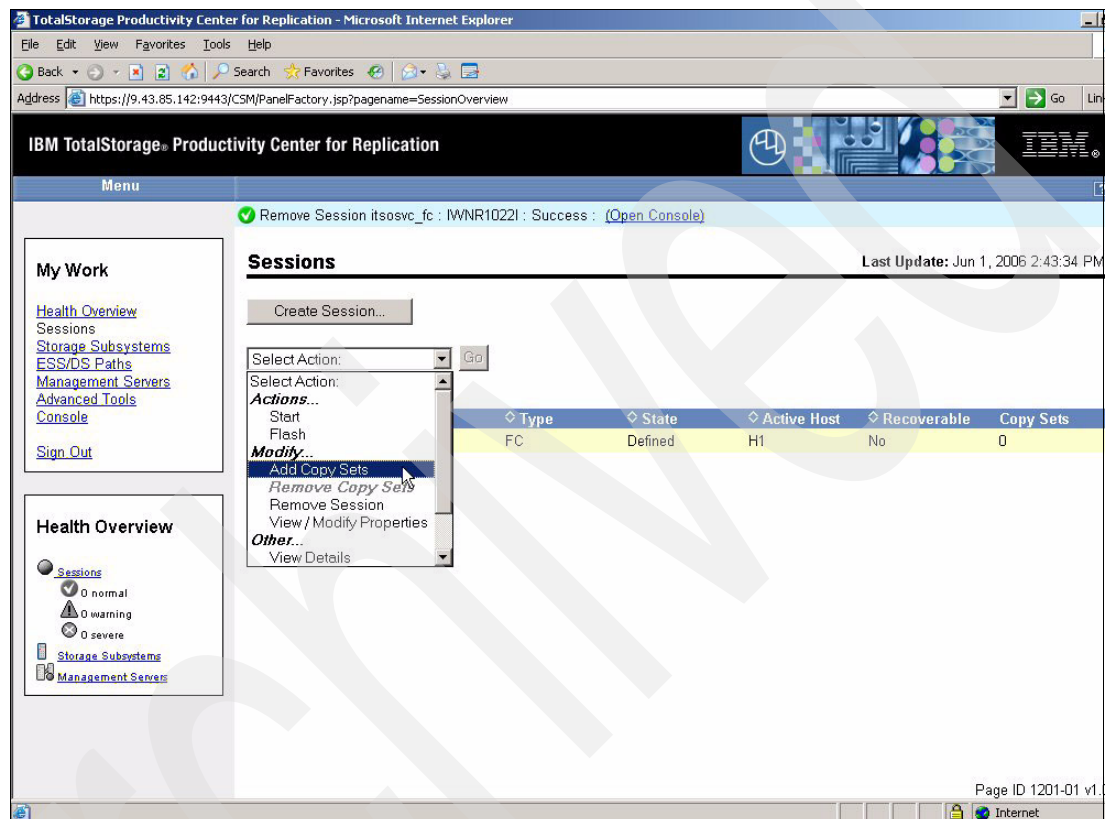 TotalStorage Productivity Center for Replication - Microsoft Internet Explorer
File Edit View Favorites Tools Help
Back Search Favorites
Address https://9.43.85.142:9443/CSM/PanelFactory.jsp?pagename=SessionOverview Go Lin
IBM TotalStorage® Productivity Center for Replication IBM®
Menu ?
Remove Session itsosvc_fc : IWNR1022I : Success : (Open Console)
My Work
Health Overview
Sessions
Storage Subsystems
ESS/DS Paths
Management Servers
Advanced Tools
Console
Sign Out
Health Overview
Sessions
0 normal
0 warning
0 severe
Storage Subsystems
Management Servers
Sessions Last Update: Jun 1, 2006 2:43:34 PM
Create Session...
Select Action: Go
Select Action:
Actions...
Start
Flash
Modify...
Add Copy Sets
Remove Copy Sets
Remove Session
View / Modify Properties
Other...
View Details
Type State Active Host Recoverable Copy Sets
FC Defined H1 No 0
Page ID 1201-01 v1.
Internet